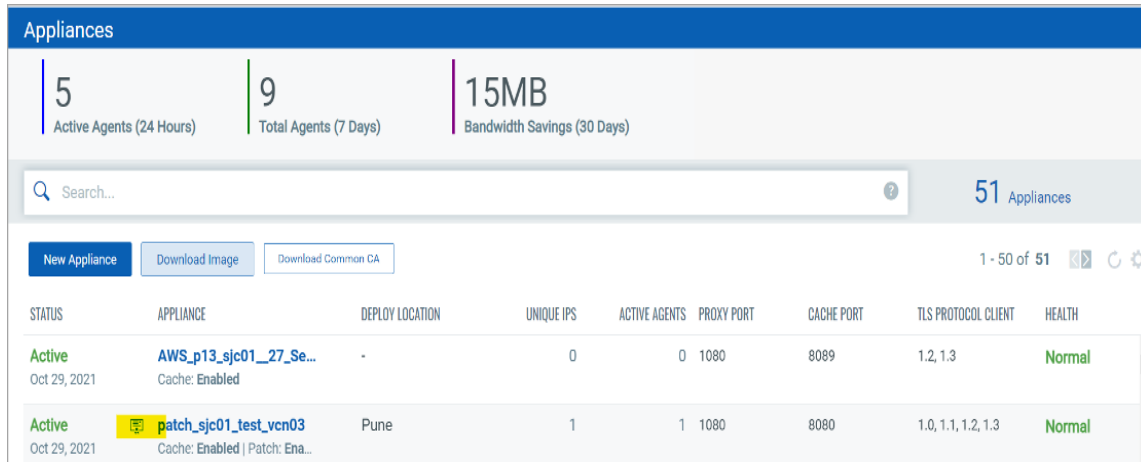 Appliances
5
Active Agents (24 Hours)
9
Total Agents (7 Days)
15MB
Bandwidth Savings (30 Days)
Search...
?
51 Appliances
New Appliance
Download Image
Download Common CA
1 - 50 of 51
STATUS APPLIANCE DEPLOY LOCATION UNIQUE IPS ACTIVE AGENTS PROXY PORT CACHE PORT TLS PROTOCOL CLIENT HEALTH
Active AWS_p13_sjc01__27_Se... - 0 0 1080 8089 1.2, 1.3 Normal
Oct 29, 2021 Cache: Enabled
Active patch_sjc01_test_vcn03 Pune 1 1 1080 8080 1.0, 1.1, 1.2, 1.3 Normal
Oct 29, 2021 Cache: Enabled | Patch: Ena...